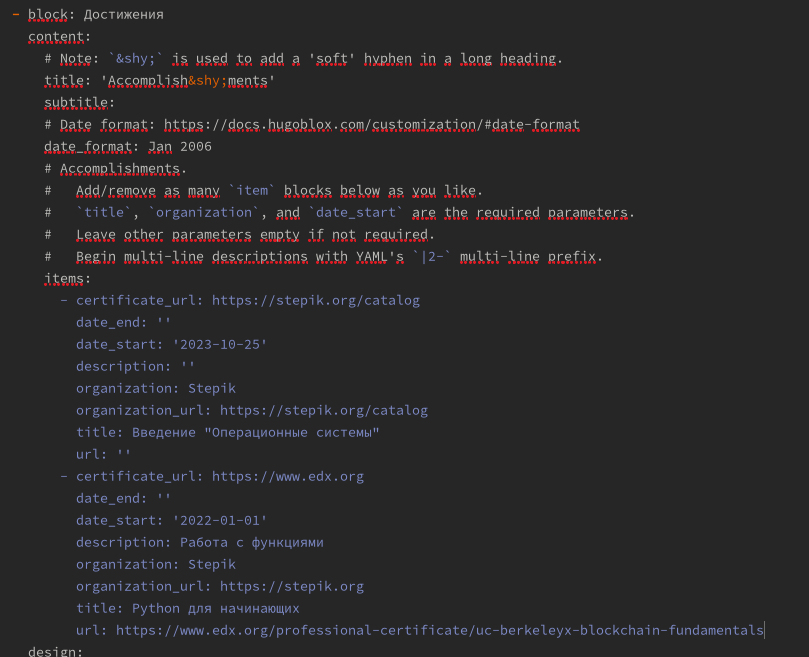 - block: Достижения
content:
# Note: `&shy;` is used to add a 'soft' hyphen in a long heading.
title: 'Accomplish&shy;ments'
subtitle:
# Date format: https://docs.hugoblox.com/customization/#date-format
date_format: Jan 2006
# Accomplishments.
#   Add/remove as many `item` blocks below as you like.
#   `title`, `organization`, and `date_start` are the required parameters.
#   Leave other parameters empty if not required.
#   Begin multi-line descriptions with YAML's `|2-` multi-line prefix.
items:
- certificate_url: https://stepik.org/catalog
date_end: ''
date_start: '2023-10-25'
description: ''
organization: Stepik
organization_url: https://stepik.org/catalog
title: Введение "Операционные системы"
url: ''
- certificate_url: https://www.edx.org
date_end: ''
date_start: '2022-01-01'
description: Работа с функциями
organization: Stepik
organization_url: https://stepik.org
title: Python для начинающих
url: https://www.edx.org/professional-certificate/uc-berkeleyx-blockchain-fundamentals
design: